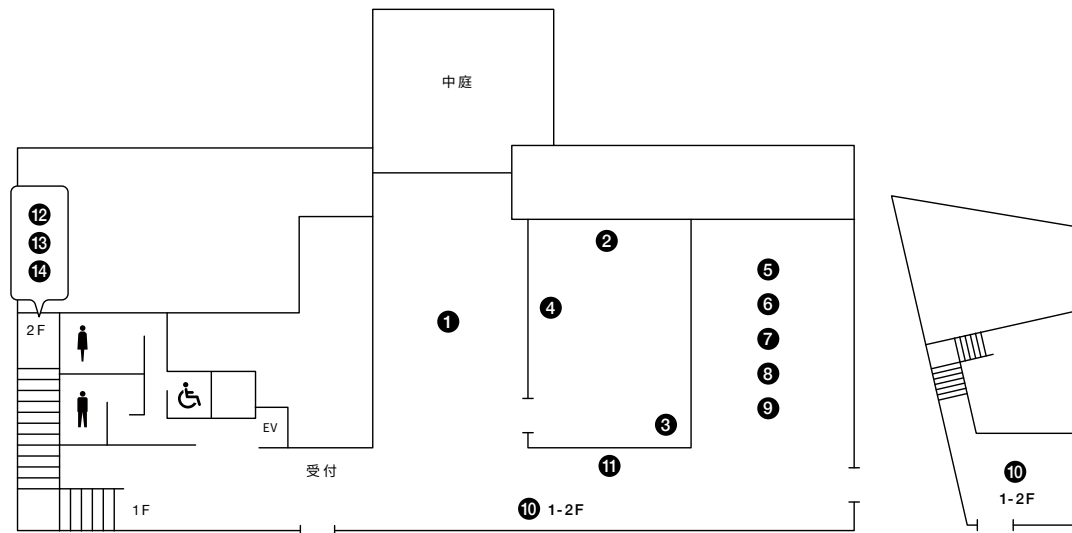 中庭
⓬
⓭
⓮
2F
❷
❹
❶
❺
❻
❼
❽
❾
❸
EV
受付
⓫
1F
❿ 1-2F
❿
1-2F